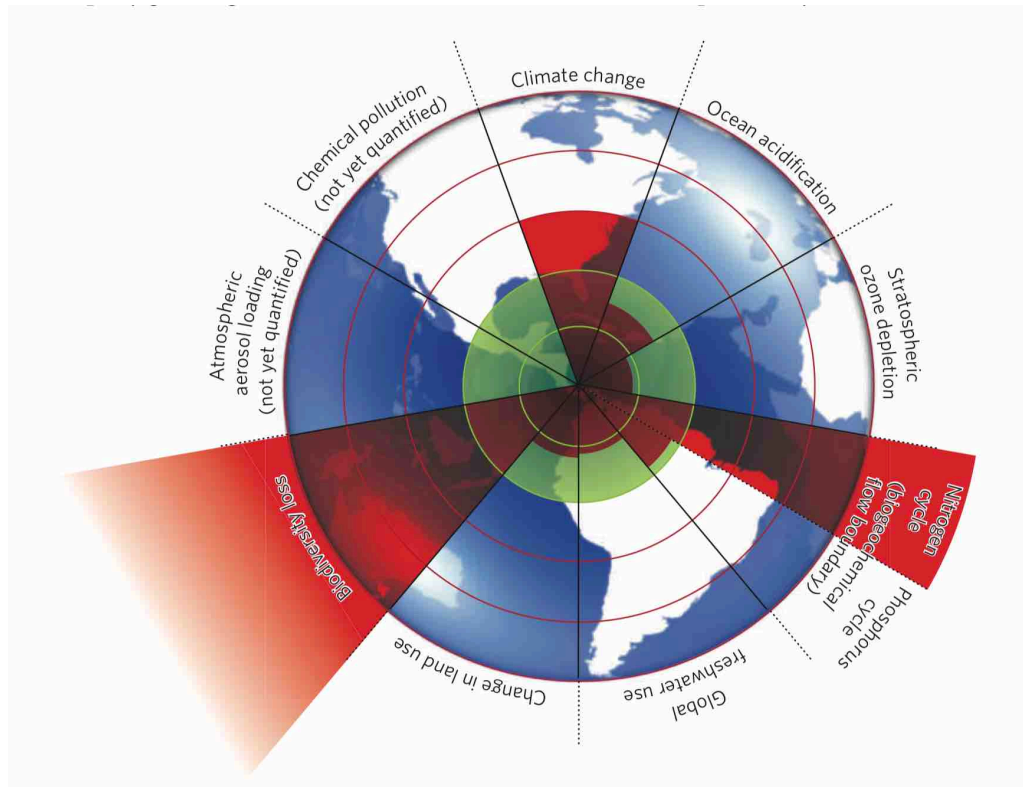 Climate change
Ocean acidification
Stratospheric
ozone depletion
Nitrogen
cycle
(biogeochemical
flow boundary)
Phosphorus
cycle
Global
freshwater use
Change in land use
Biodiversity loss
Atmospheric
aerosol loading
(not yet quantified)
Chemical pollution
(not yet quantified)